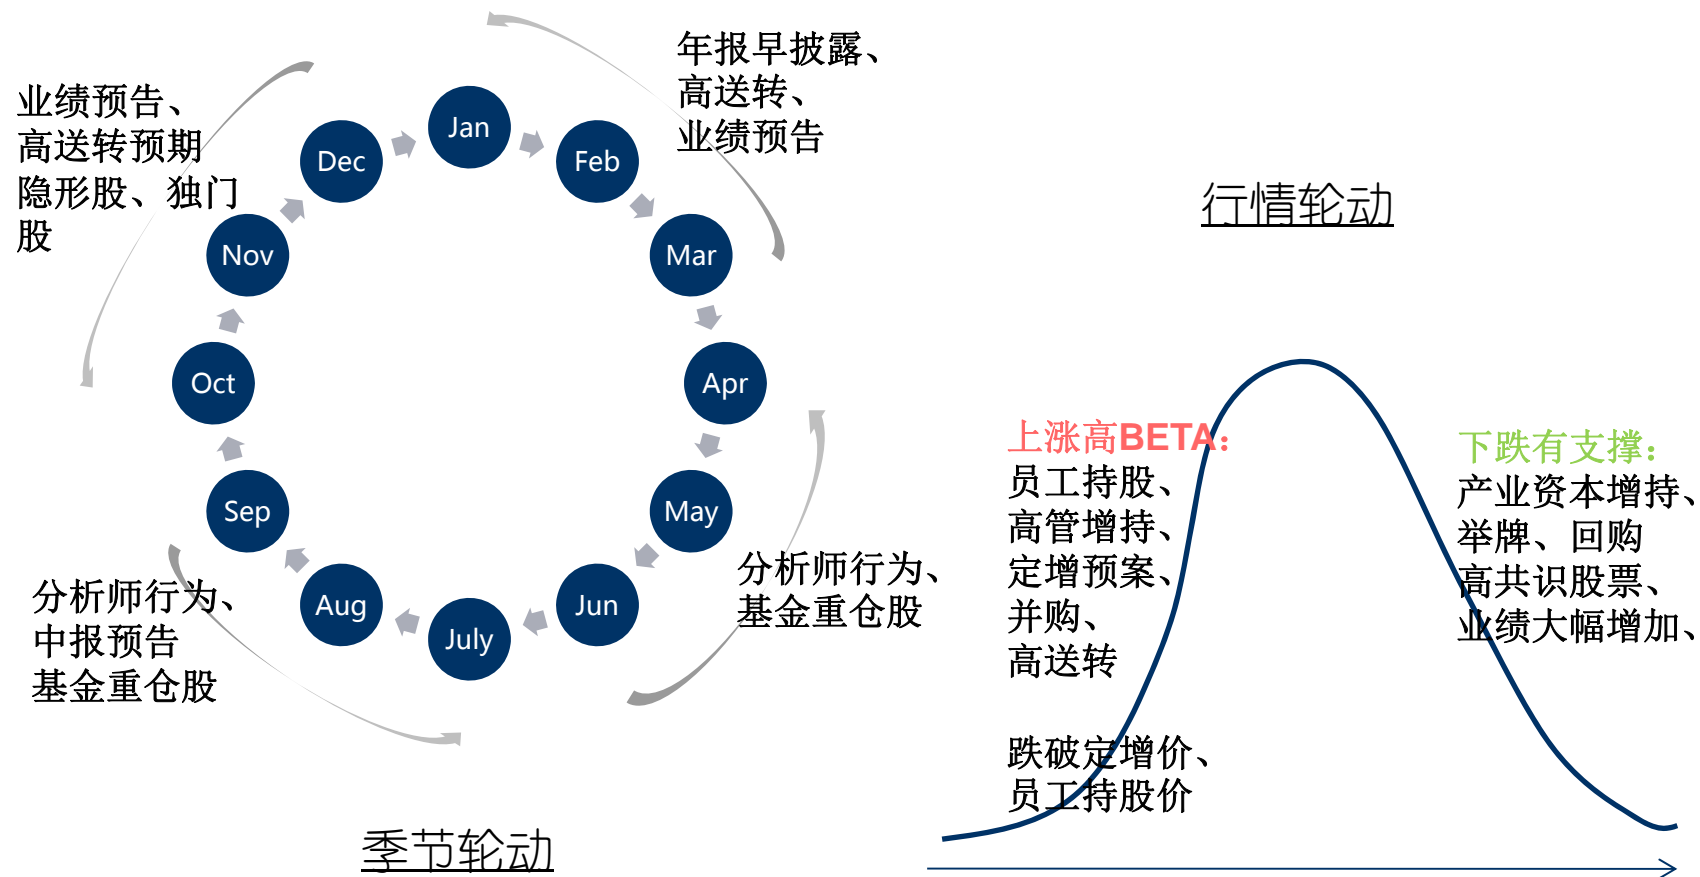 年报早披露、
高送转、
业绩预告
业绩预告、
高送转预期
隐形股、独门
股
Jan
Feb
Mar
Apr
May
Jun
July
Aug
Sep
Oct
Nov
Dec
分析师行为、
基金重仓股
分析师行为、
中报预告
基金重仓股
季节轮动
行情轮动
上涨高BETA：
员工持股、
高管增持、
定增预案、
并购、
高送转
跌破定增价、
员工持股价
下跌有支撑：
产业资本增持、
举牌、回购
高共识股票、
业绩大幅增加、